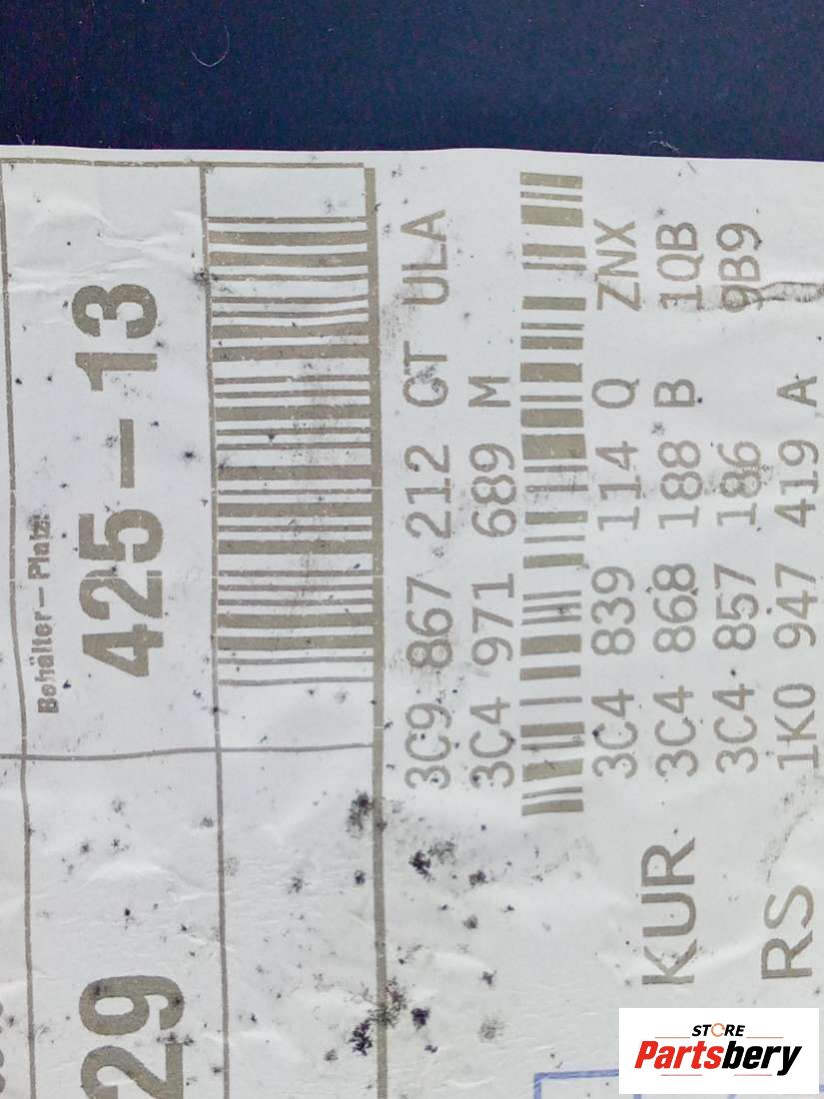 Behälter-Platz
425-13
29
3C9 867 212 CT ULA
3C4 971 689 M
3C4 839 114 Q ZNX
KUR 3C4 868 188 B 1QB
3C4 857 186 9B9
RS 1K0 947 419 A
STORE
Partsbery